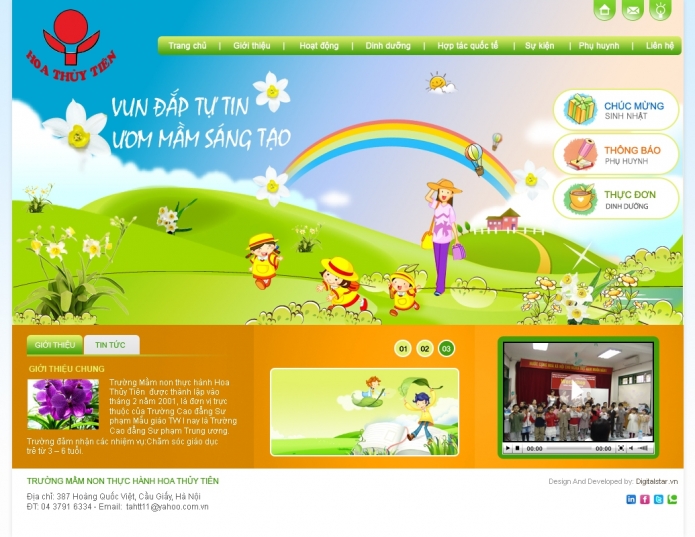 HOA THỦY TIÊN
Trang chủ | Giới thiệu | Hoạt động | Dinh dưỡng | Hợp tác quốc tế | Sự kiện | Phụ huynh | Liên hệ
VUN ĐẮP TỰ TIN
ƯƠM MẦM SÁNG TẠO
CHÚC MỪNG
SINH NHẬT
THÔNG BÁO
PHỤ HUYNH
THỰC ĐƠN
DINH DƯỠNG
GIỚI THIỆU
TIN TỨC
01 02 03
GIỚI THIỆU CHUNG
Trường Mầm non thực hành Hoa
Thủy Tiên được thành lập vào
tháng 2 năm 2001, là đơn vị trực
thuộc của Trường Cao đẳng Sư
phạm Mẫu giáo TW I nay là Trường
Cao đẳng Sư phạm Trung ương.
Trường đảm nhận các nhiệm vụ:Chăm sóc giáo dục
trẻ từ 3 – 6 tuổi.
00:00 00:00
TRƯỜNG MẦM NON THỰC HÀNH HOA THỦY TIÊN
Địa chỉ: 387 Hoàng Quốc Việt, Cầu Giấy, Hà Nội
ĐT: 04 3791 6334 - Email: tahtt11@yahoo.com.vn
Design And Developed by: Digitalstar.vn